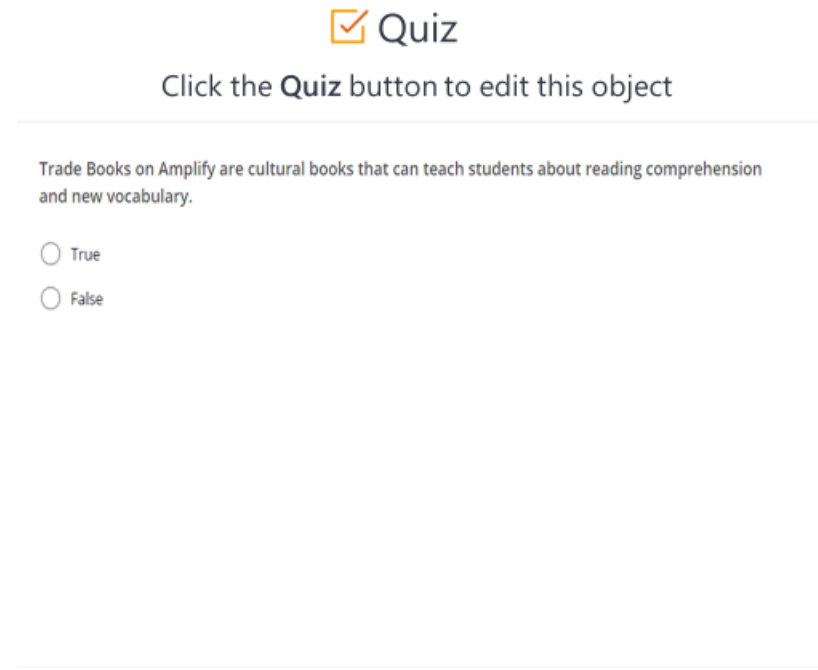 Quiz
Click the Quiz button to edit this object
Trade Books on Amplify are cultural books that can teach students about reading comprehension
and new vocabulary.
True
False